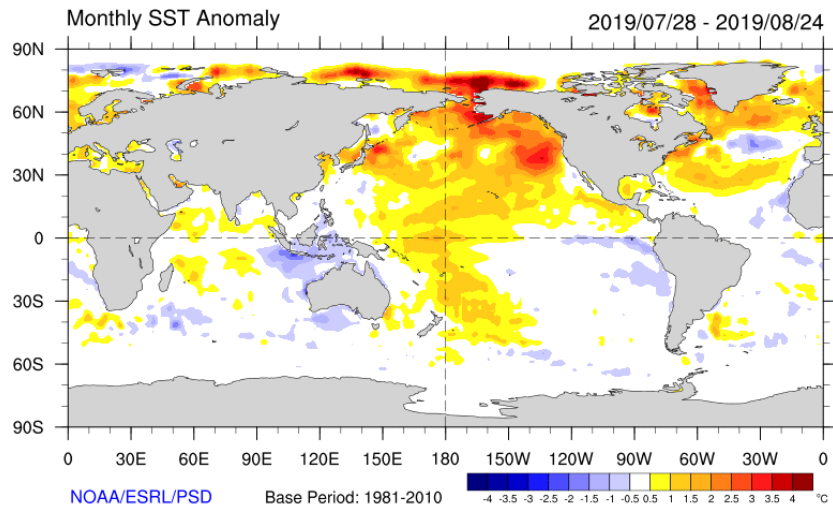 Monthly SST Anomaly 2019/07/28 - 2019/08/24
90N
60N
30N
0
30S
60S
90S
0 30E 60E 90E 120E 150E 180 150W 120W 90W 60W 30W 0
NOAA/ESRL/PSD Base Period: 1981-2010
-4 -3.5 -3 -2.5 -2 -1.5 -1 -0.5 0.5 1 1.5 2 2.5 3 3.5 4 °C